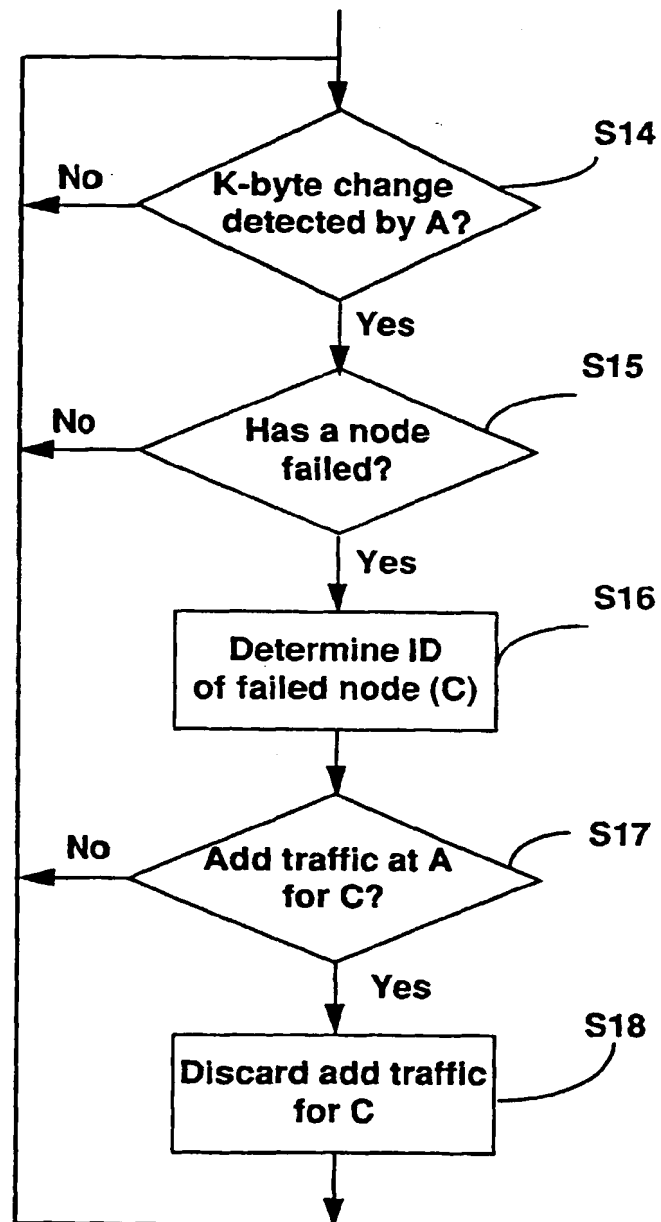 S14
No
K-byte change
detected by A?
Yes
S15
No
Has a node
failed?
Yes
S16
Determine ID
of failed node (C)
S17
No
Add traffic at A
for C?
Yes
S18
Discard add traffic
for C